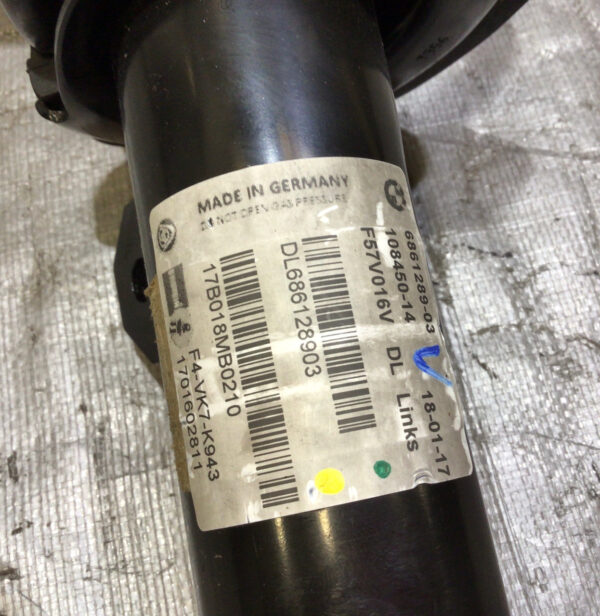 MADE IN GERMANY
DO NOT OPEN GAS PRESSURE
6861289-03
108450-14 18-01-17
F57V016V DL Links
DL686128903
17B018MB0210
F4-VK7-K943
1701602811